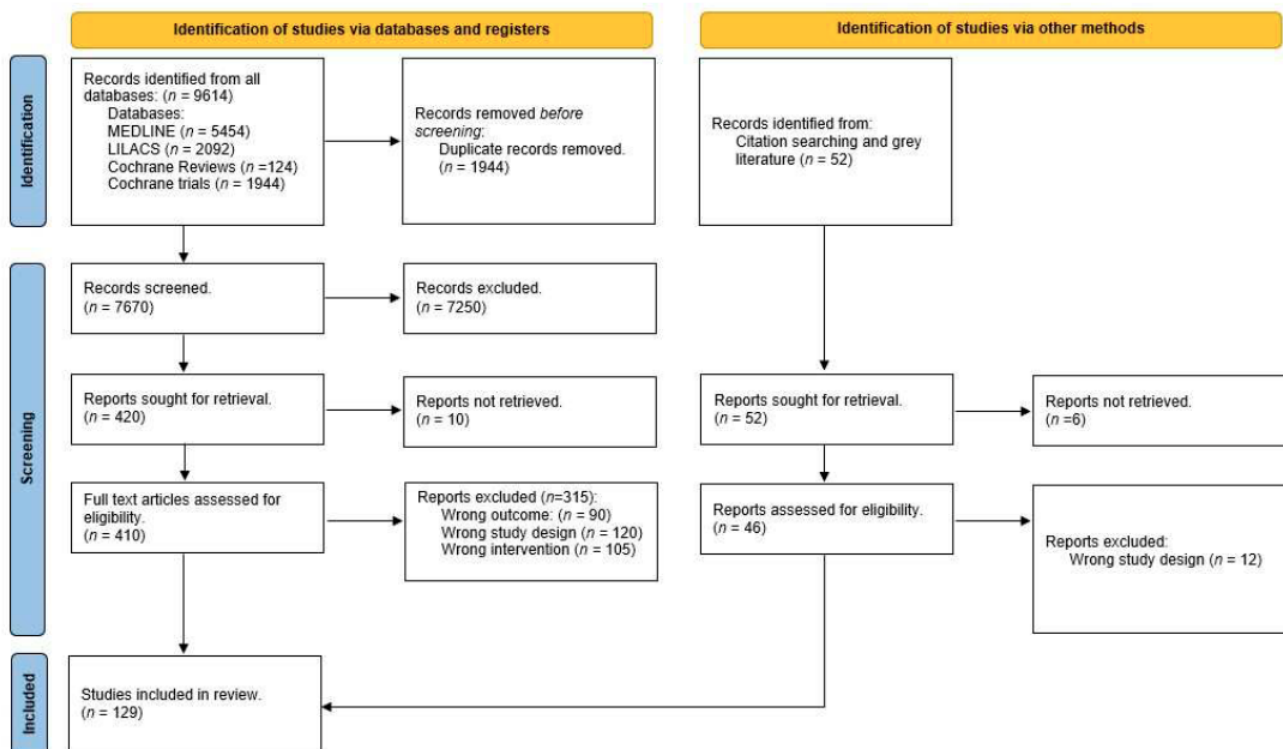 Identification of studies via databases and registers
Identification of studies via other methods
Identification
Records identified from all
databases: (n = 9614)
Databases:
MEDLINE (n = 5454)
LILACS (n = 2092)
Cochrane Reviews (n =124)
Cochrane trials (n = 1944)
Records removed before
screening:
Duplicate records removed.
(n = 1944)
Records identified from:
Citation searching and grey
literature (n = 52)
Screening
Records screened.
(n = 7670)
Records excluded.
(n = 7250)
Reports sought for retrieval.
(n = 420)
Reports not retrieved.
(n = 10)
Reports sought for retrieval.
(n = 52)
Reports not retrieved.
(n =6)
Full text articles assessed for
eligibility.
(n = 410)
Reports excluded (n=315):
Wrong outcome: (n = 90)
Wrong study design (n = 120)
Wrong intervention (n = 105)
Reports assessed for eligibility.
(n = 46)
Reports excluded:
Wrong study design (n = 12)
Included
Studies included in review.
(n = 129)